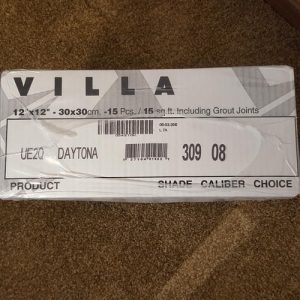 VILLA
12"x12" - 30x30cm. -15 Pcs. / 15 sq.ft. Including Grout Joints
UE20 DAYTONA 309 08
PRODUCT SHADE CALIBER CHOICE